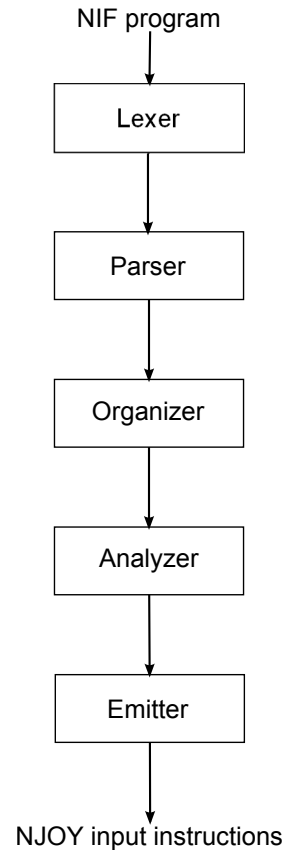 NIF program
Lexer
Parser
Organizer
Analyzer
Emitter
NJOY input instructions